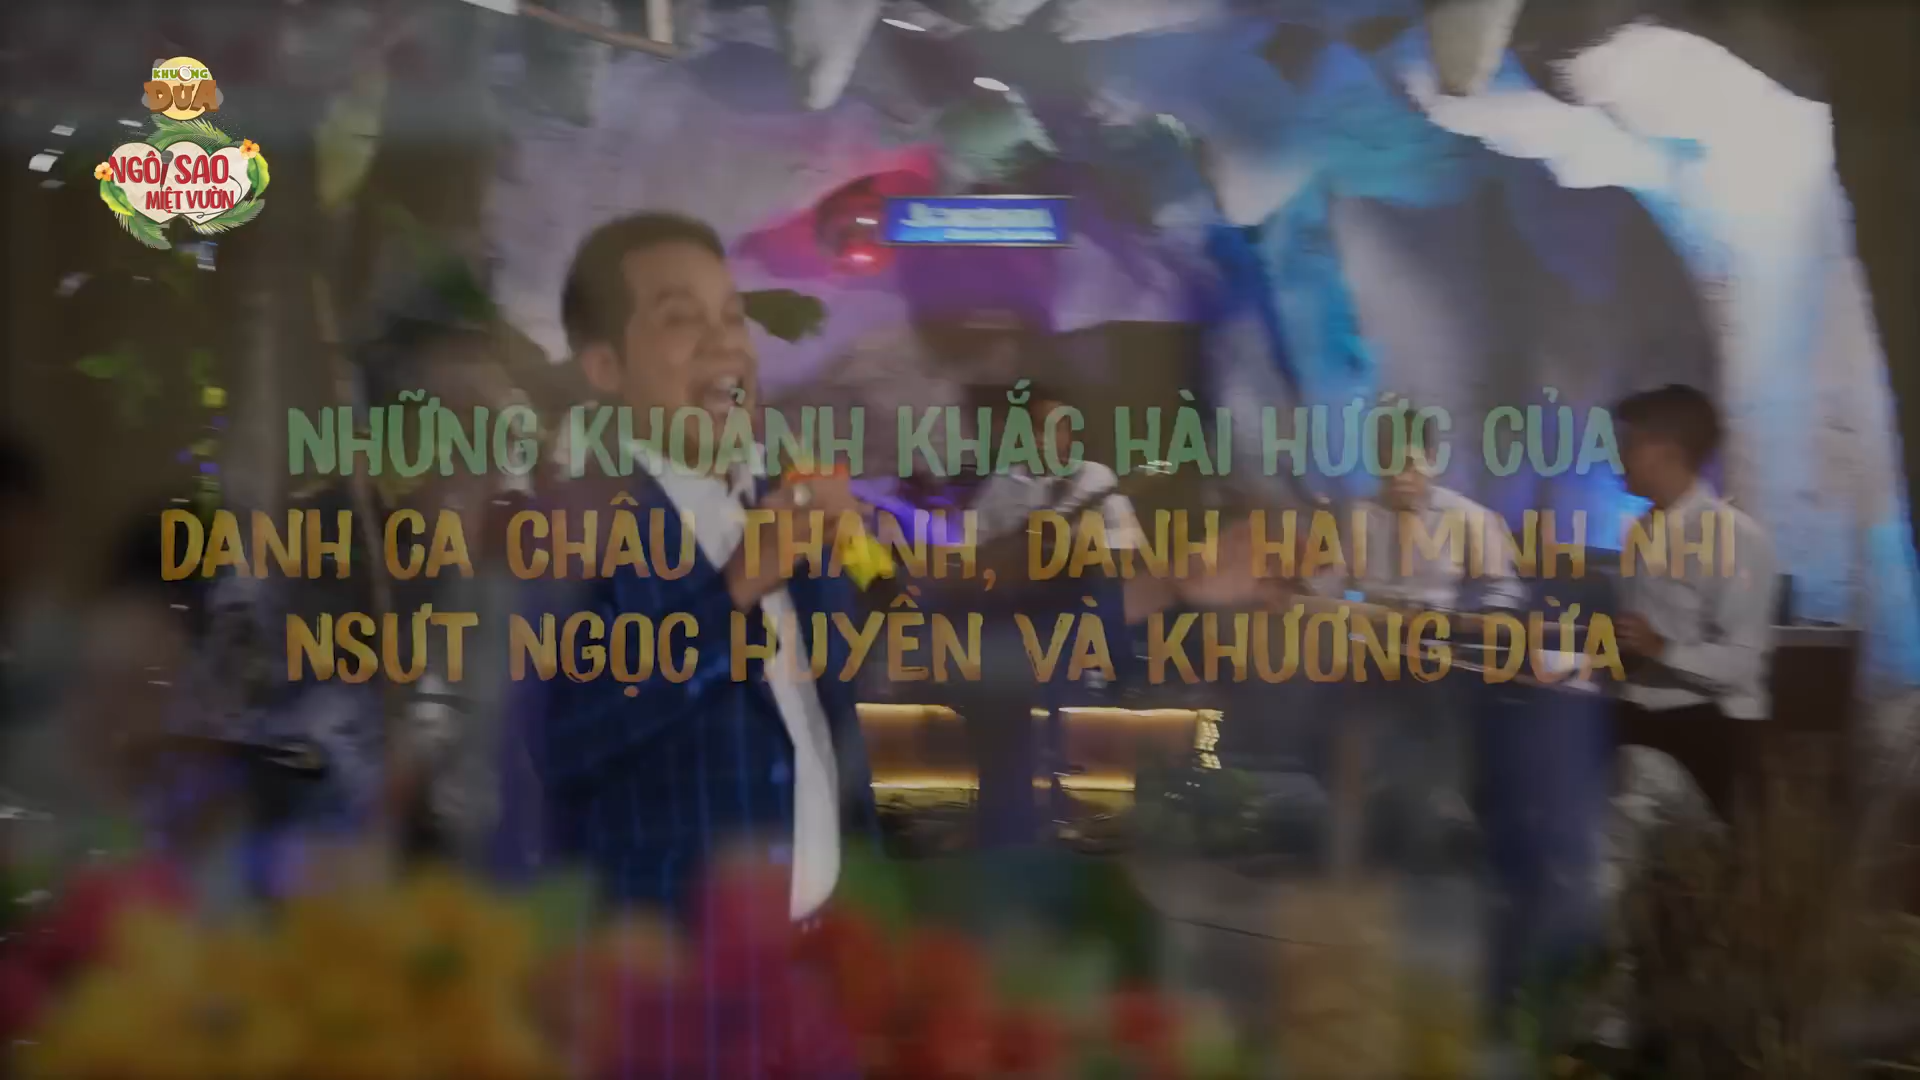 KHƯƠNG
DỪA
NGÔI SAO
MIỆT VƯỜN
NHỮNG KHOẢNH KHẮC HÀI HƯỚC CỦA
DANH CA CHÂU THANH, DANH HÀI MINH NHÍ,
NSƯT NGỌC HUYỀN VÀ KHƯƠNG DỪA